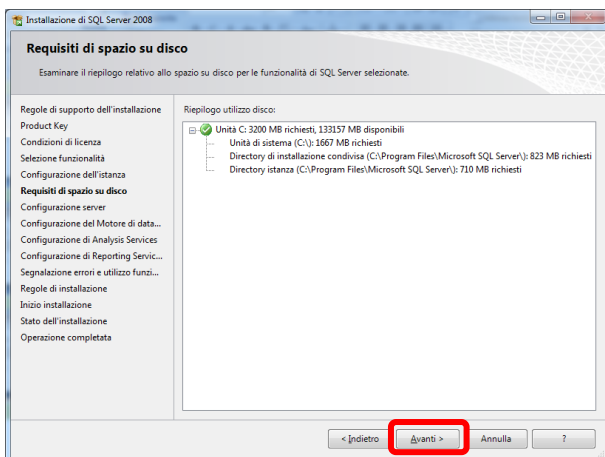 Installazione di SQL Server 2008
Requisiti di spazio su disco
Esaminare il riepilogo relativo allo spazio su disco per le funzionalità di SQL Server selezionate.
Regole di supporto dell'installazione
Product Key
Condizioni di licenza
Selezione funzionalità
Configurazione dell'istanza
Requisiti di spazio su disco
Configurazione server
Configurazione del Motore di data...
Configurazione di Analysis Services
Configurazione di Reporting Servic...
Segnalazione errori e utilizzo funzi...
Regole di installazione
Inizio installazione
Stato dell'installazione
Operazione completata
Riepilogo utilizzo disco:
Unità C: 3200 MB richiesti, 133157 MB disponibili
Unità di sistema (C:\): 1667 MB richiesti
Directory di installazione condivisa (C:\Program Files\Microsoft SQL Server\): 823 MB richiesti
Directory istanza (C:\Program Files\Microsoft SQL Server\): 710 MB richiesti
< Indietro
Avanti >
Annulla
?